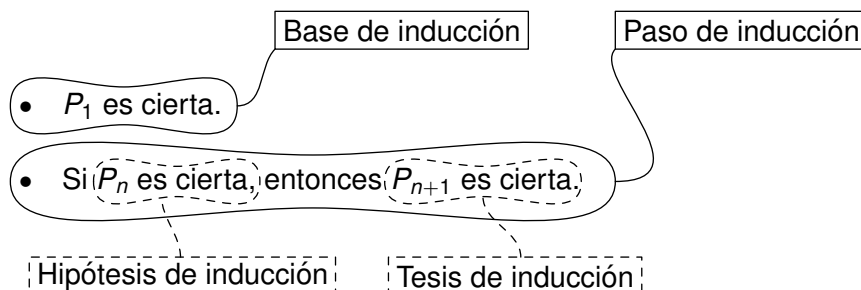 Base de inducción
Paso de inducción
• P₁ es cierta.
• Si Pₙ es cierta, entonces Pₙ₊₁ es cierta.
Hipótesis de inducción
Tesis de inducción